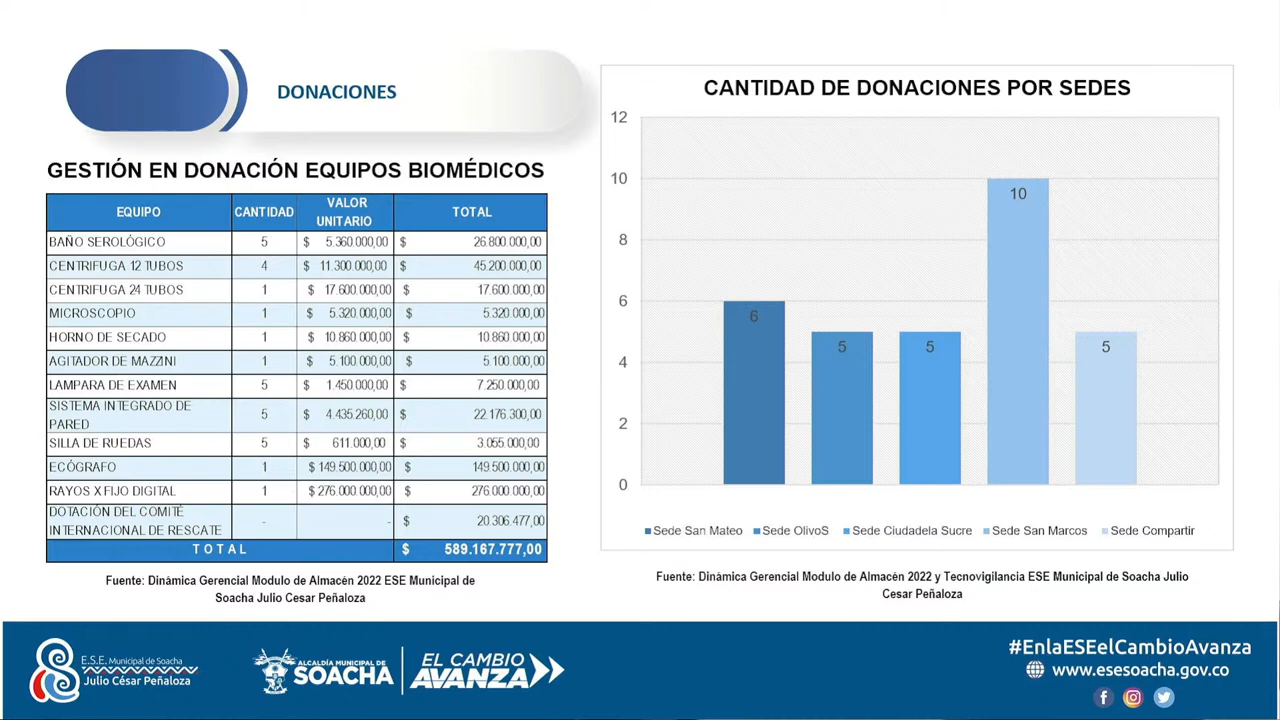 DONACIONES
GESTIÓN EN DONACIÓN EQUIPOS BIOMÉDICOS
EQUIPO CANTIDAD VALOR UNITARIO TOTAL
BAÑO SEROLÓGICO 5 $ 5.360.000,00 $ 26.800.000,00
CENTRIFUGA 12 TUBOS 4 $ 11.300.000,00 $ 45.200.000,00
CENTRIFUGA 24 TUBOS 1 $ 17.600.000,00 $ 17.600.000,00
MICROSCOPIO 1 $ 5.320.000,00 $ 5.320.000,00
HORNO DE SECADO 1 $ 10.860.000,00 $ 10.860.000,00
AGITADOR DE MAZZINI 1 $ 5.100.000,00 $ 5.100.000,00
LAMPARA DE EXAMEN 5 $ 1.450.000,00 $ 7.250.000,00
SISTEMA INTEGRADO DE
PARED 5 $ 4.435.260,00 $ 22.176.300,00
SILLA DE RUEDAS 5 $ 611.000,00 $ 3.055.000,00
ECÓGRAFO 1 $ 149.500.000,00 $ 149.500.000,00
RAYOS X FIJO DIGITAL 1 $ 276.000.000,00 $ 276.000.000,00
DOTACIÓN DEL COMITÉ
INTERNACIONAL DE RESCATE - - $ 20.306.477,00
TOTAL $ 589.167.777,00
Fuente: Dinámica Gerencial Modulo de Almacén 2022 ESE Municipal de
Soacha Julio Cesar Peñaloza
CANTIDAD DE DONACIONES POR SEDES
12
10
8
6
4
2
0
6
5
5
10
5
Sede San Mateo Sede OlivoS Sede Ciudadela Sucre Sede San Marcos Sede Compartir
Fuente: Dinámica Gerencial Modulo de Almacén 2022 y Tecnovigilancia ESE Municipal de Soacha Julio
Cesar Peñaloza
E.S.E. Municipal de Soacha
Julio César Peñaloza
ALCALDÍA MUNICIPAL DE
SOACHA
EL CAMBIO
AVANZA
#EnlaESEelCambioAvanza
www.esesoacha.gov.co